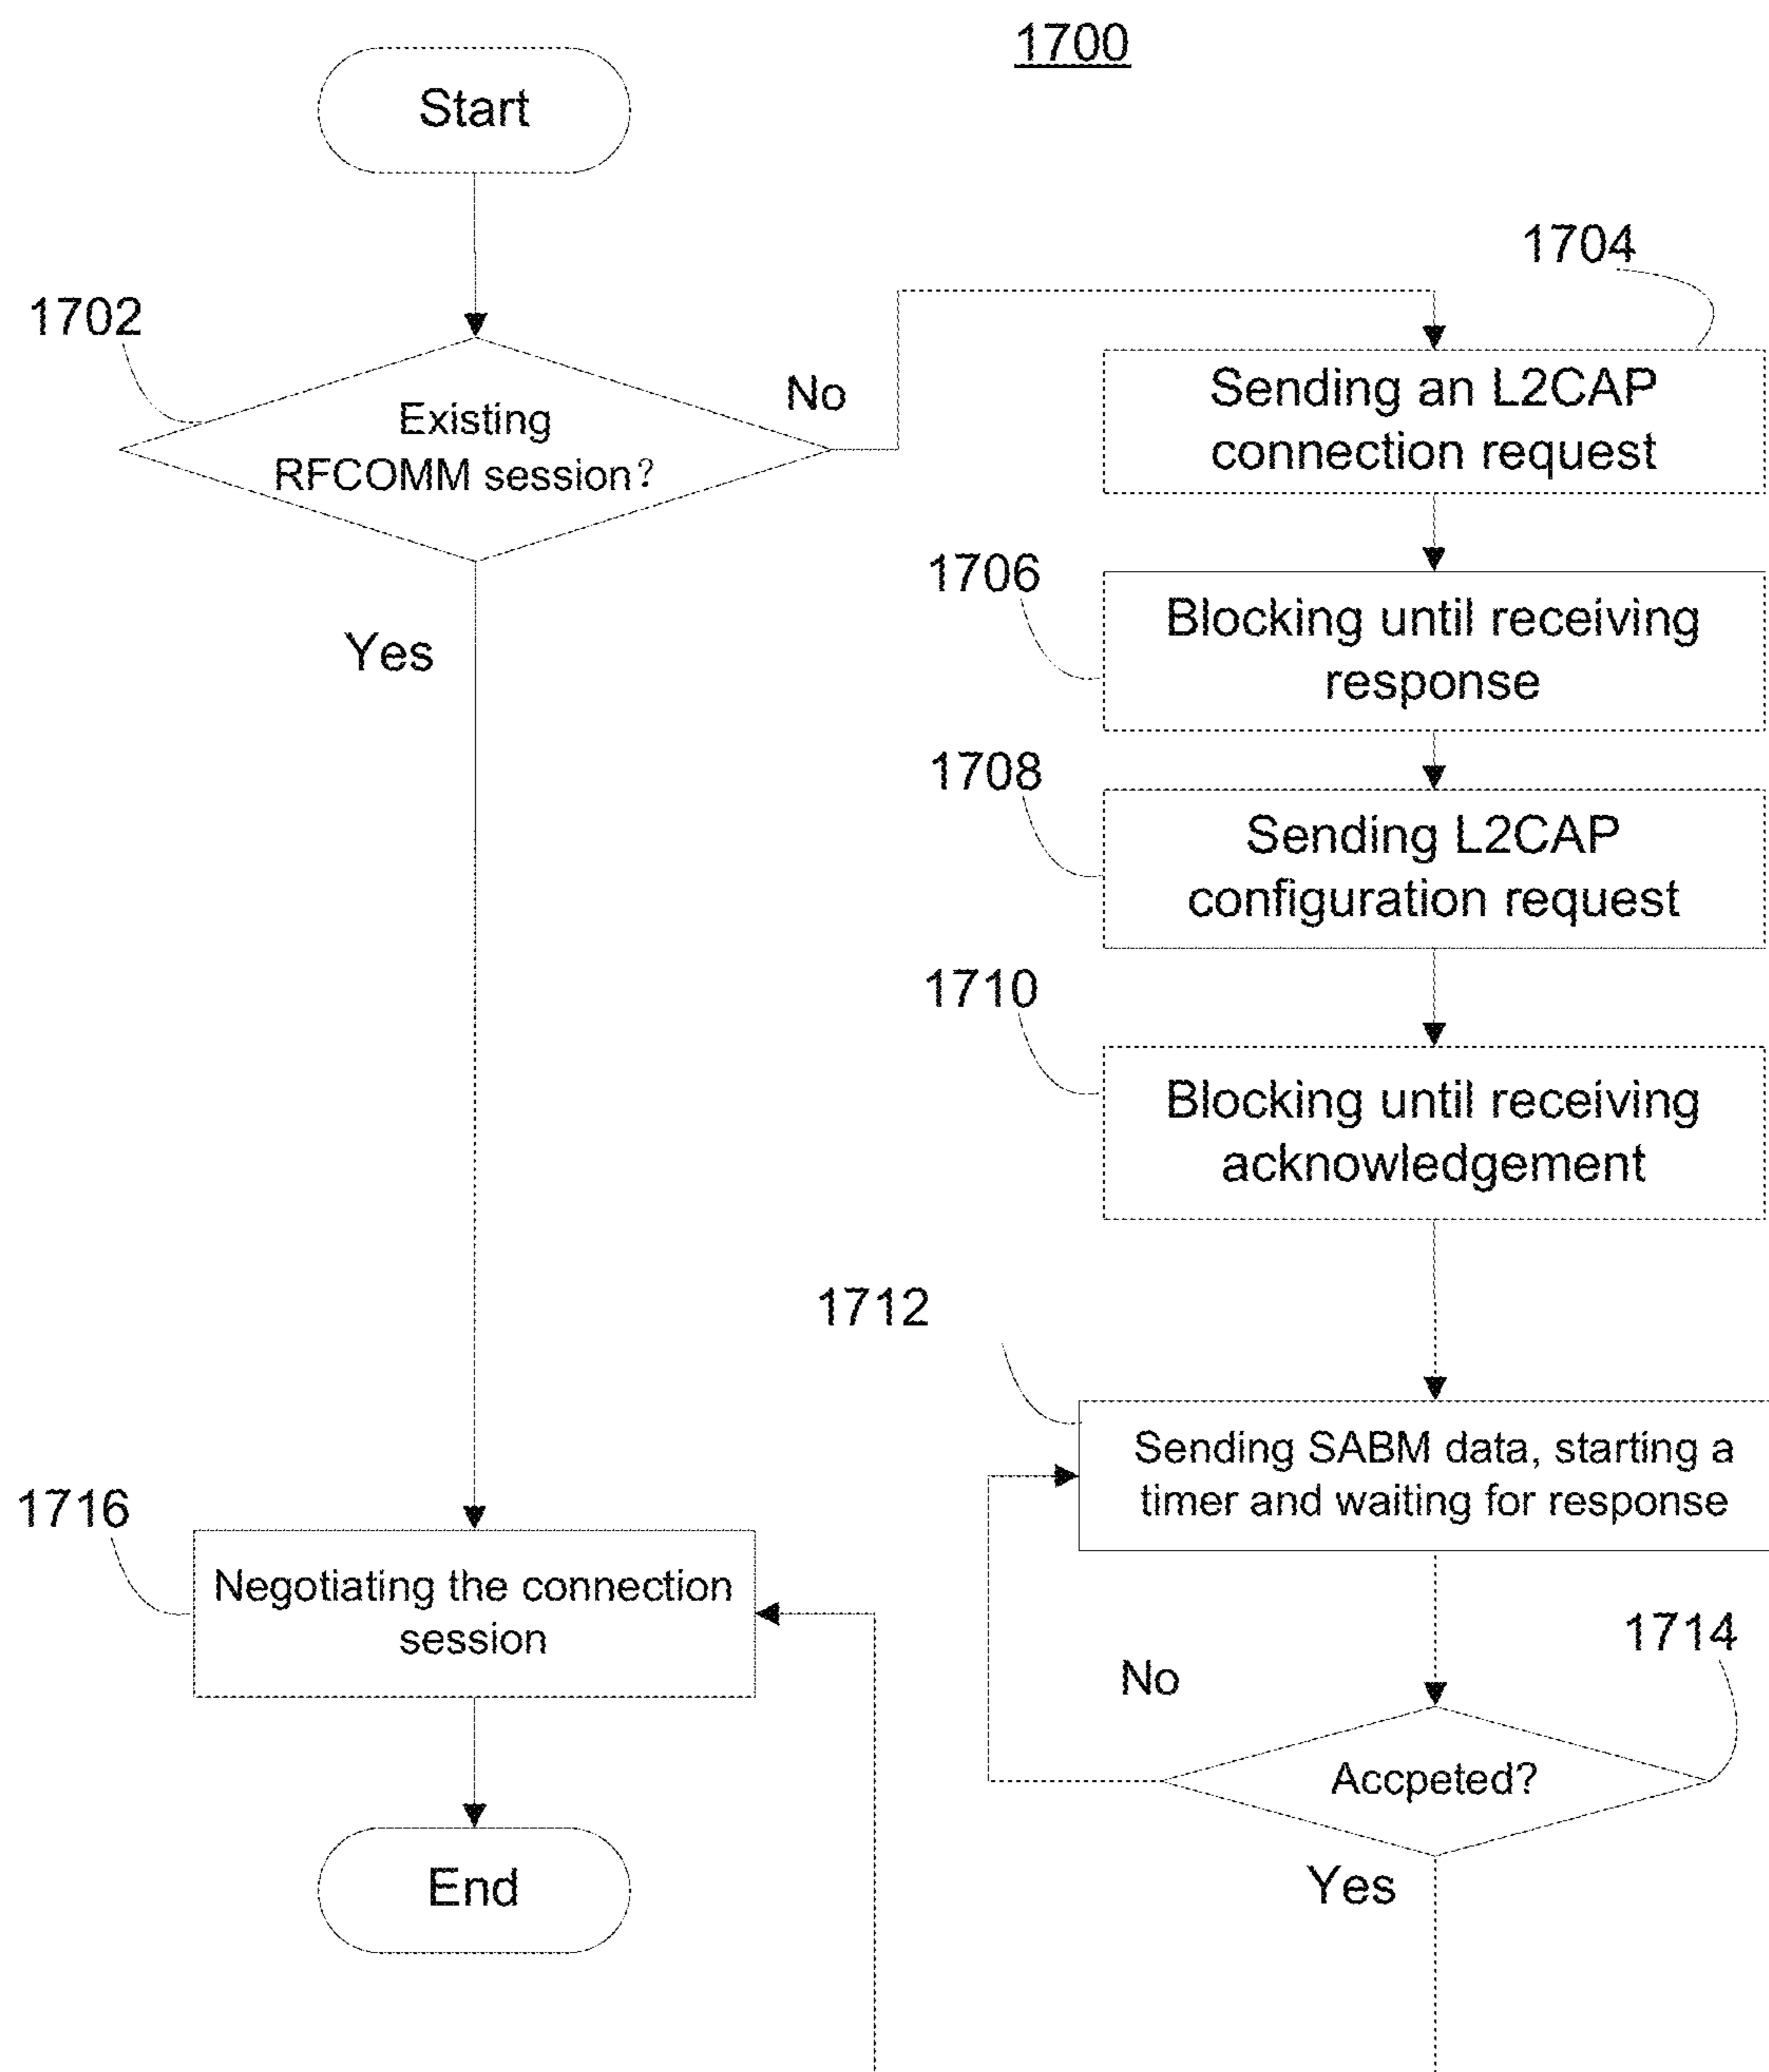 1700
Start
1704
1702
No
Sending an L2CAP
connection request
Existing
RFCOMM session?
1706
Blocking until receiving
response
Yes
1708
Sending L2CAP
configuration request
1710
Blocking until receiving
acknowledgement
1712
Sending SABM data, starting a
timer and waiting for response
1716
Negotiating the connection
session
1714
No
Accpeted?
End
Yes